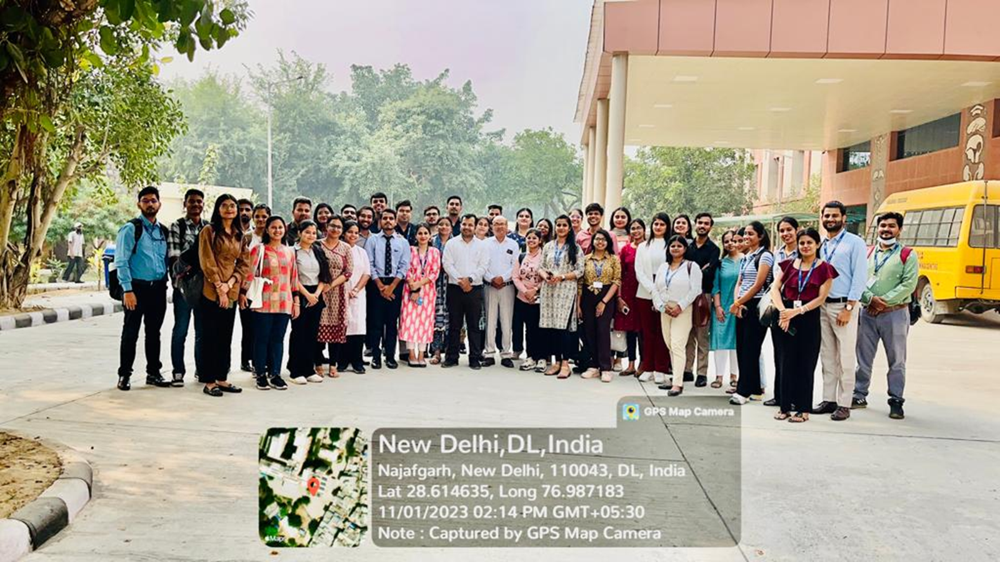 GPS Map Camera
New Delhi,DL,India
Najafgarh, New Delhi, 110043, DL, India
Lat 28.614635, Long 76.987183
11/01/2023 02:14 PM GMT+05:30
Note : Captured by GPS Map Camera
Maps